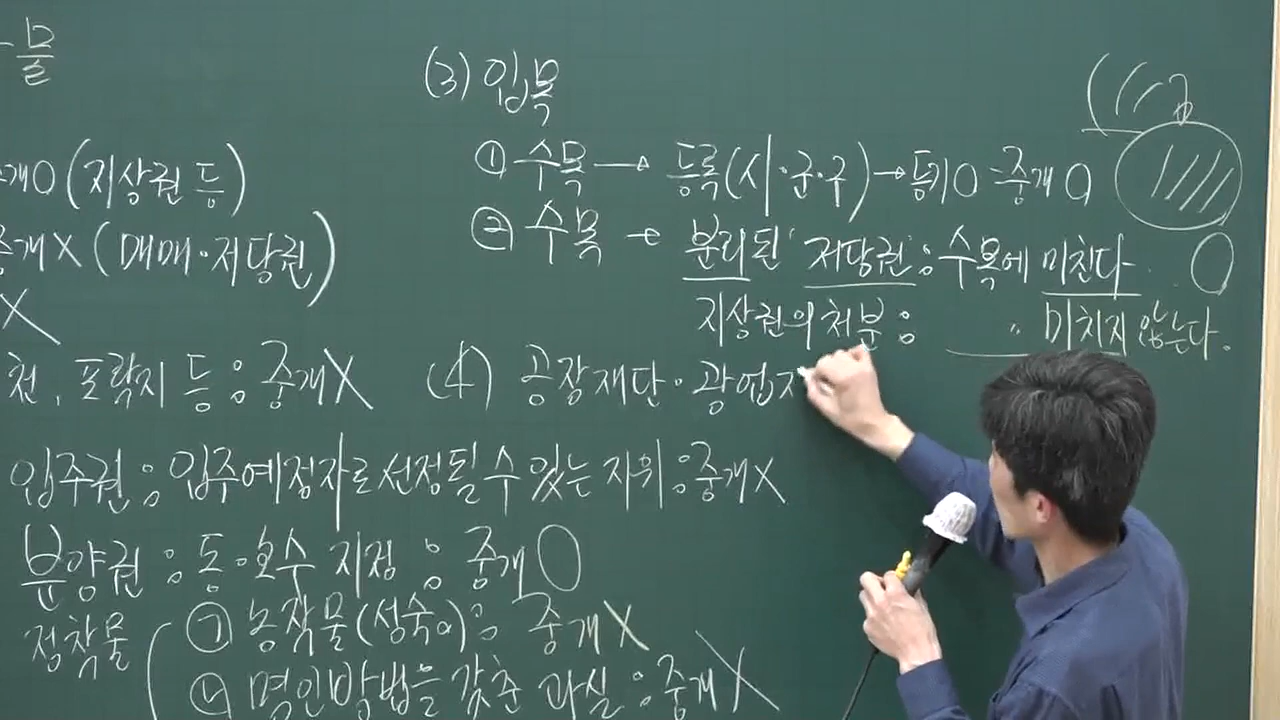 물
중개O (지상권 등)
중개X (매매·저당권)
X
천, 포락지 등 : 중개X
입주권 : 입주예정자로 선정될 수 있는 지위 : 중개X
분양권 : 동·호수 지정 : 중개O
정착물
㉠ 농작물(성숙이) : 중개X
㉡ 명인방법을 갖춘 과실 : 중개X
(3) 입목
① 수목 → 등록(시·군·구) → 등기O = 중개O
② 수목 → 분리된 저당권 : 수목에 미친다 O
지상권의 처분 : 〃 미치지 않는다.
(4) 공장재단·광업